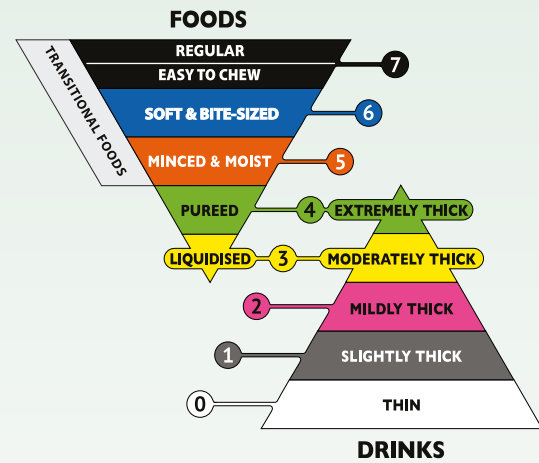 FOODS
TRANSITIONAL FOODS
REGULAR
EASY TO CHEW
7
SOFT & BITE-SIZED
6
MINCED & MOIST
5
PUREED
4
EXTREMELY THICK
LIQUIDISED
3
MODERATELY THICK
2
MILDLY THICK
1
SLIGHTLY THICK
0
THIN
DRINKS